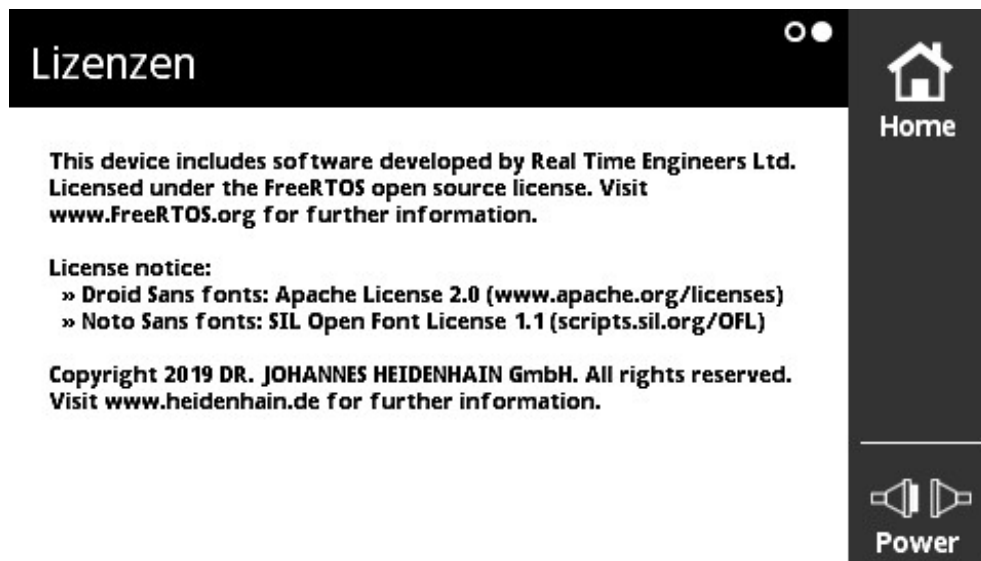 Lizenzen
Home
This device includes software developed by Real Time Engineers Ltd.
Licensed under the FreeRTOS open source license. Visit
www.FreeRTOS.org for further information.
License notice:
» Droid Sans fonts: Apache License 2.0 (www.apache.org/licenses)
» Noto Sans fonts: SIL Open Font License 1.1 (scripts.sil.org/OFL)
Copyright 2019 DR. JOHANNES HEIDENHAIN GmbH. All rights reserved.
Visit www.heidenhain.de for further information.
Power